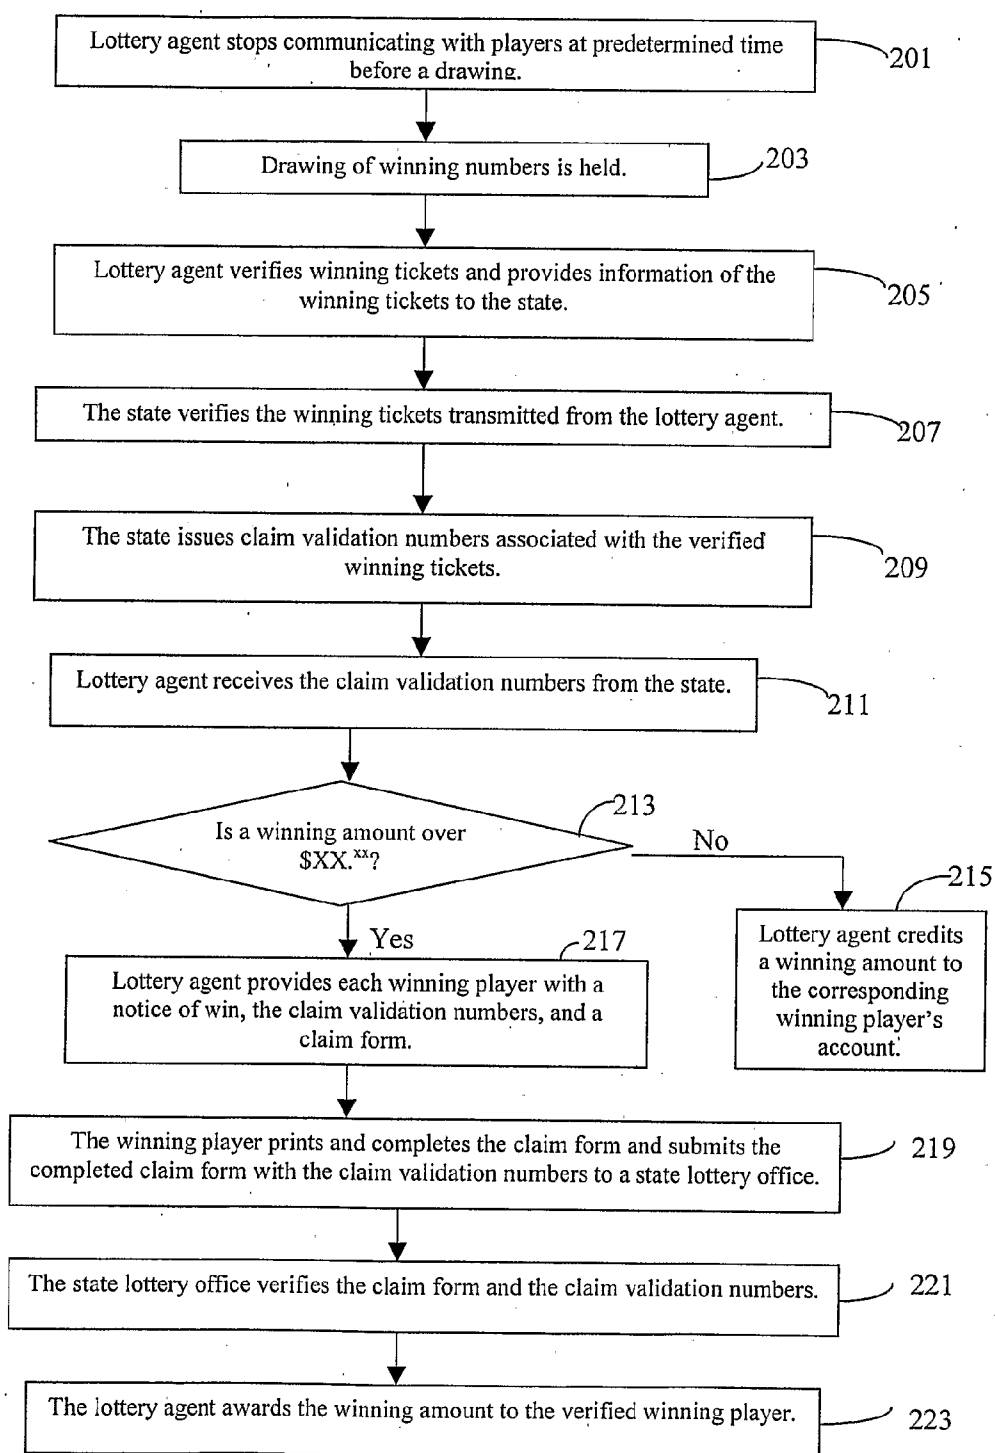 Lottery agent stops communicating with players at predetermined time
before a drawing.
201
Drawing of winning numbers is held.
203
Lottery agent verifies winning tickets and provides information of the
winning tickets to the state.
205
The state verifies the winning tickets transmitted from the lottery agent.
207
The state issues claim validation numbers associated with the verified
winning tickets.
209
Lottery agent receives the claim validation numbers from the state.
211
213
Is a winning amount over
$XX.xx?
No
215
Lottery agent credits
a winning amount to
the corresponding
winning player's
account.
Yes
217
Lottery agent provides each winning player with a
notice of win, the claim validation numbers, and a
claim form.
The winning player prints and completes the claim form and submits the
completed claim form with the claim validation numbers to a state lottery office.
219
The state lottery office verifies the claim form and the claim validation numbers.
221
The lottery agent awards the winning amount to the verified winning player.
223